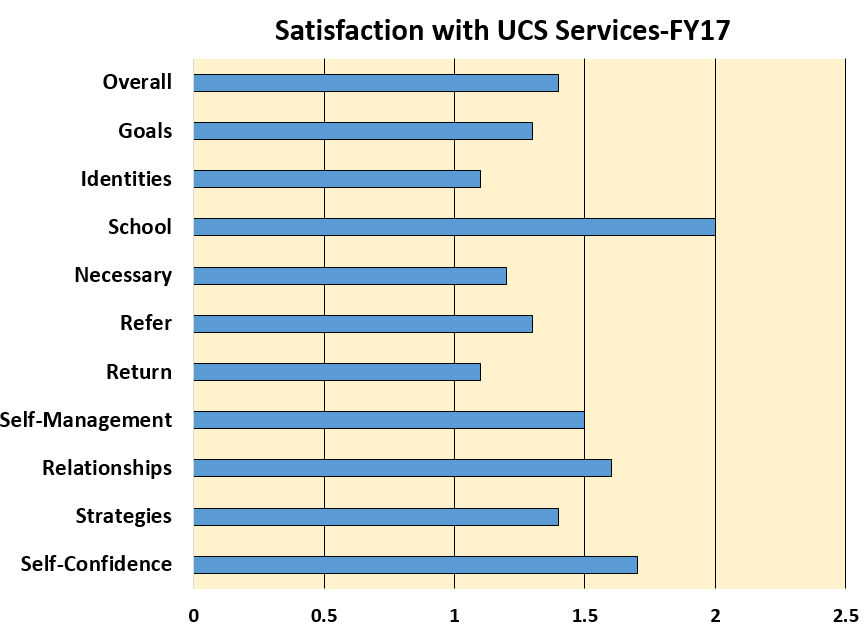 Satisfaction with UCS Services-FY17
Overall
Goals
Identities
School
Necessary
Refer
Return
Self-Management
Relationships
Strategies
Self-Confidence
0 0.5 1 1.5 2 2.5